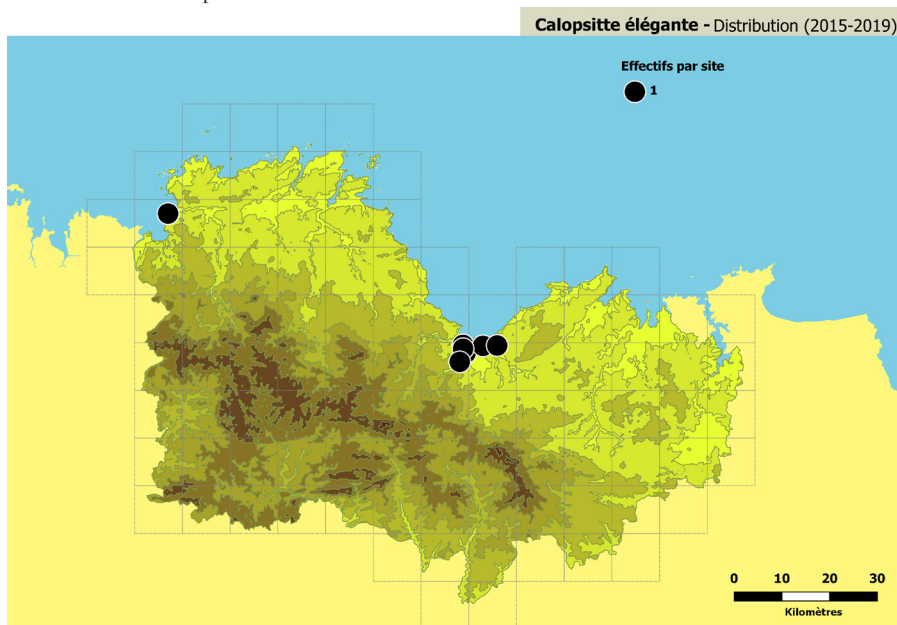 Calopsitte élégante - Distribution (2015-2019)
Effectifs par site
1
0 10 20 30
Kilomètres